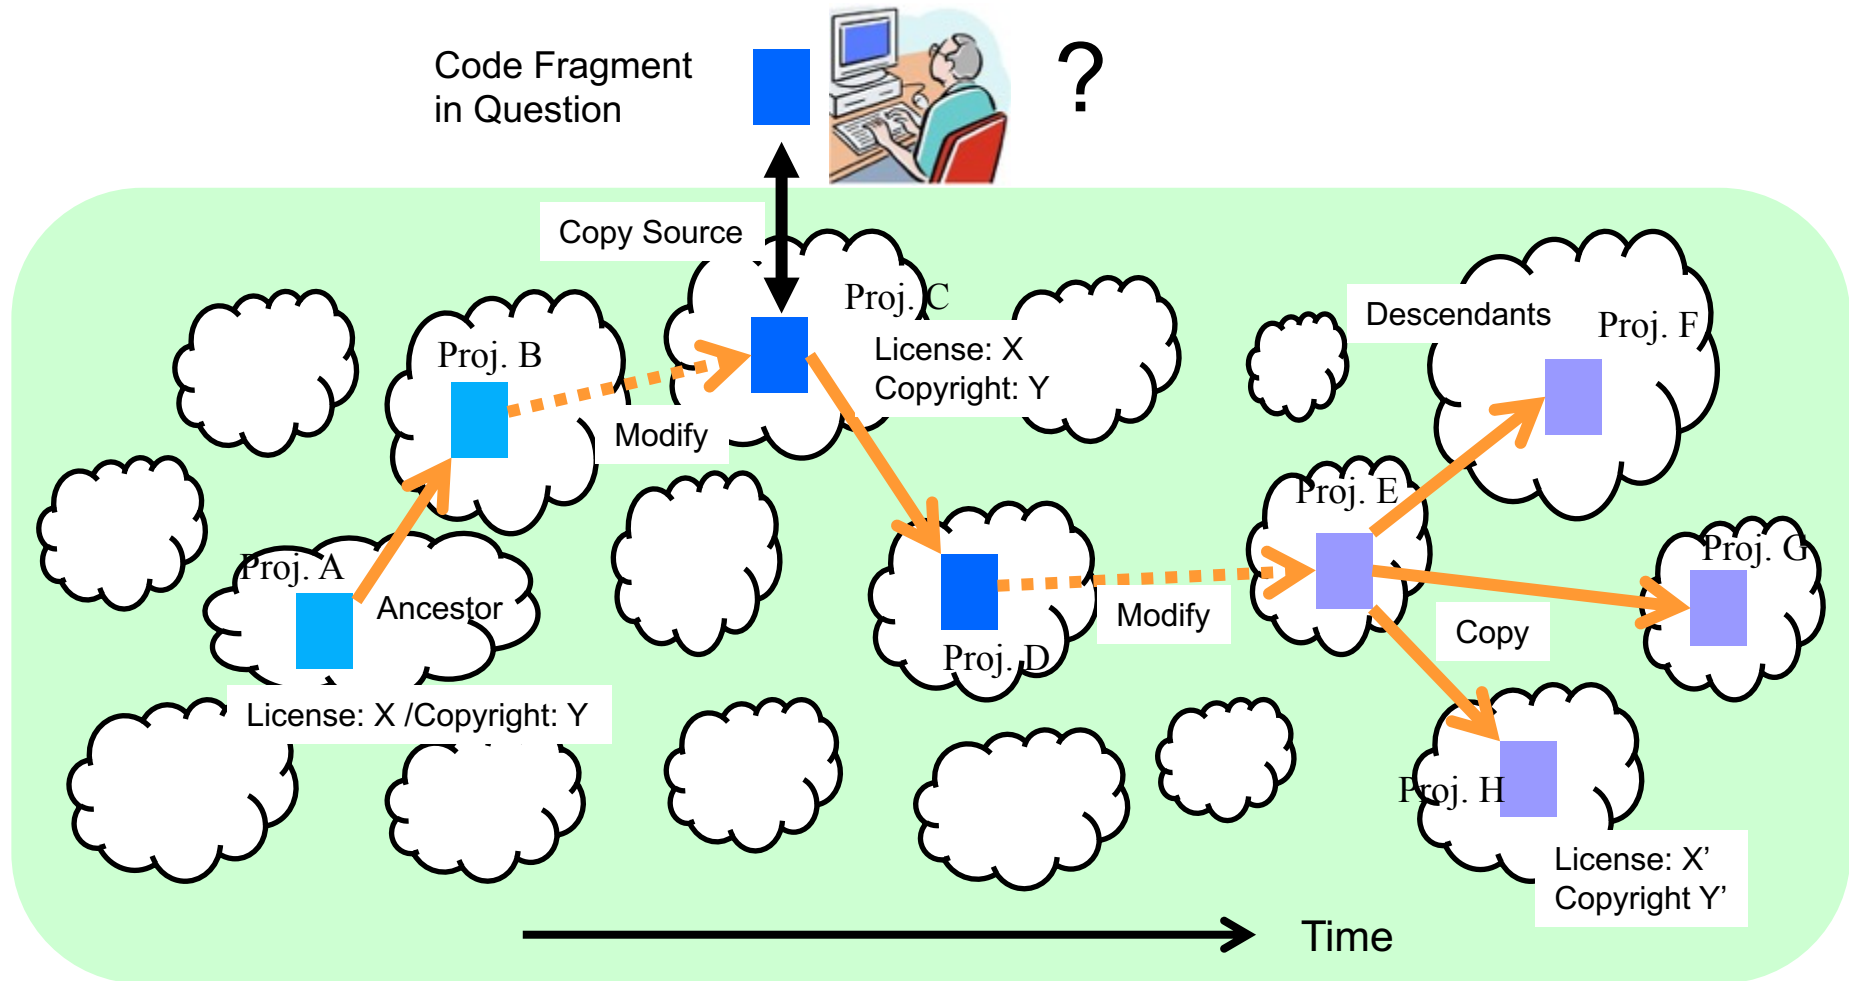 Code Fragment
in Question
?
Copy Source
Proj. C
License: X
Copyright: Y
Descendants
Proj. F
Proj. B
Modify
Proj. E
Proj. G
Proj. A
Ancestor
Modify
Copy
Proj. D
License: X /Copyright: Y
Proj. H
License: X’
Copyright Y’
Time